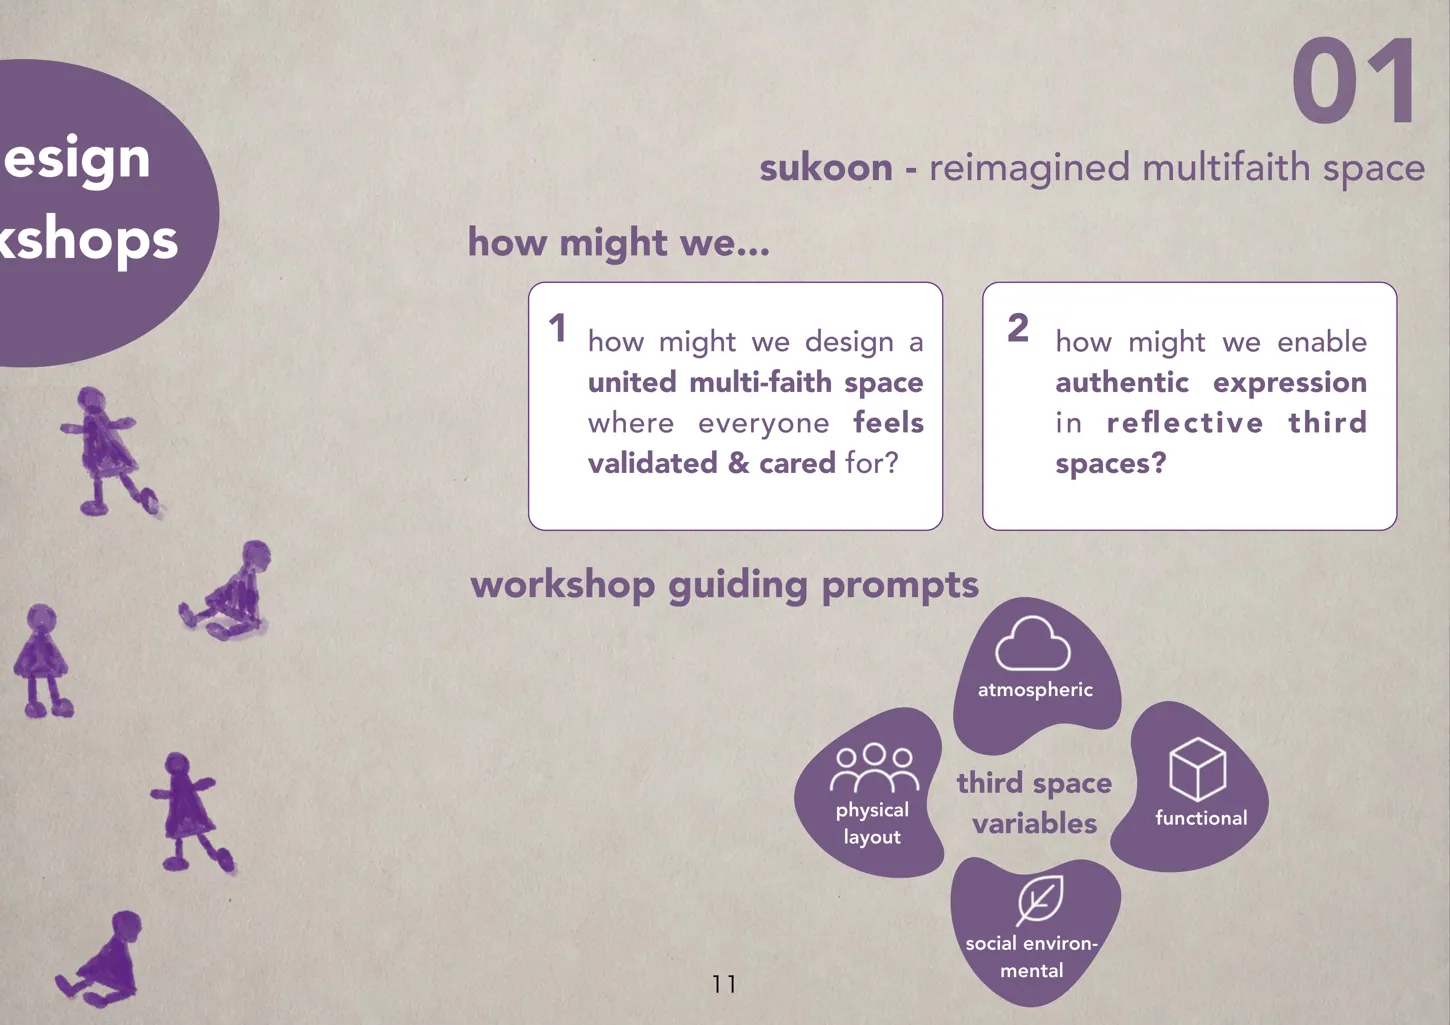 01
esign
kshops
sukoon - reimagined multifaith space
how might we...
1
how might we design a
united multi-faith space
where everyone feels
validated & cared for?
2
how might we enable
authentic expression
in reflective third
spaces?
workshop guiding prompts
atmospheric
physical
layout
third space
variables
functional
social environ-
mental
11